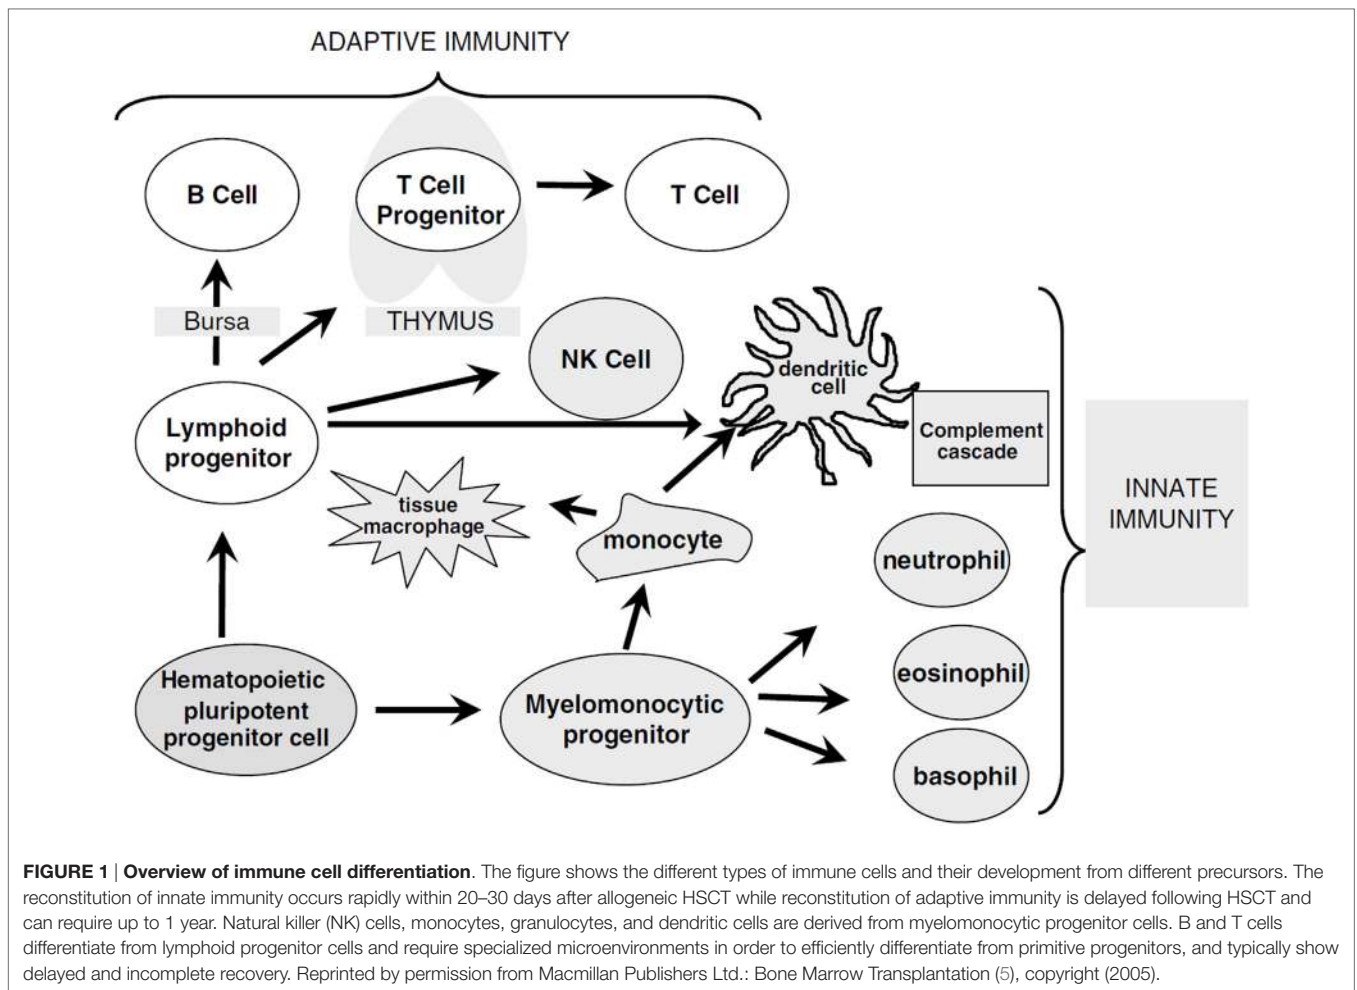 ADAPTIVE IMMUNITY
B Cell
T Cell
Progenitor
T Cell
Bursa
THYMUS
NK Cell
dendritic
cell
Lymphoid
progenitor
Complement
cascade
tissue
macrophage
monocyte
INNATE
IMMUNITY
neutrophil
Hematopoietic
pluripotent
progenitor cell
Myelomonocytic
progenitor
eosinophil
basophil
FIGURE 1 | Overview of immune cell differentiation. The figure shows the different types of immune cells and their development from different precursors. The
reconstitution of innate immunity occurs rapidly within 20–30 days after allogeneic HSCT while reconstitution of adaptive immunity is delayed following HSCT and
can require up to 1 year. Natural killer (NK) cells, monocytes, granulocytes, and dendritic cells are derived from myelomonocytic progenitor cells. B and T cells
differentiate from lymphoid progenitor cells and require specialized microenvironments in order to efficiently differentiate from primitive progenitors, and typically show
delayed and incomplete recovery. Reprinted by permission from Macmillan Publishers Ltd.: Bone Marrow Transplantation (5), copyright (2005).